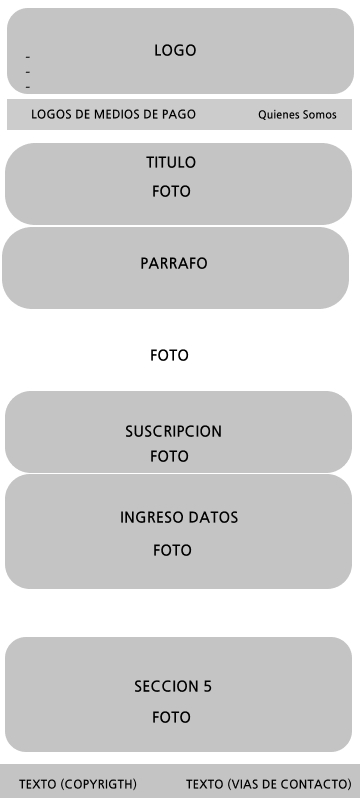 LOGO
-
-
-
LOGOS DE MEDIOS DE PAGO Quienes Somos
TITULO
FOTO
PARRAFO
FOTO
SUSCRIPCION
FOTO
INGRESO DATOS
FOTO
SECCION 5
FOTO
TEXTO (COPYRIGTH) TEXTO (VIAS DE CONTACTO)